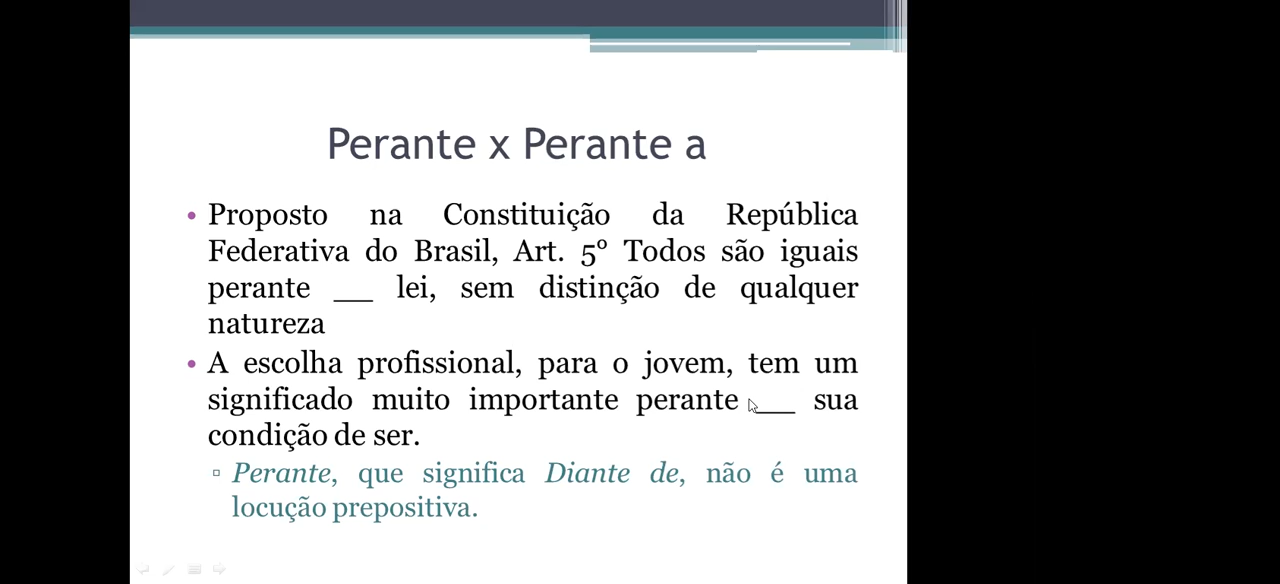 Perante x Perante a
• Proposto na Constituição da República
Federativa do Brasil, Art. 5º Todos são iguais
perante __ lei, sem distinção de qualquer
natureza
• A escolha profissional, para o jovem, tem um
significado muito importante perante __ sua
condição de ser.
▫ Perante, que significa Diante de, não é uma
locução prepositiva.